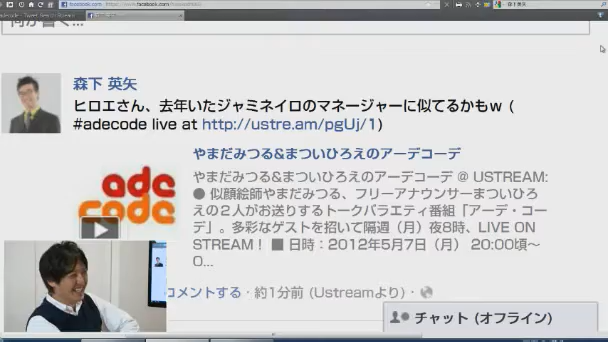 facebook.com
https://www.facebook.com
何か書く...
森下 英矢
ヒロエさん、去年いたジャミネイロのマネージャーに似てるかもw (
#adecode live at http://ustre.am/pgUj/1)
やまだみつる&まついひろえのアーデコーデ
やまだみつる&まついひろえのアーデコーデ @ USTREAM:
● 似顔絵師やまだみつる、フリーアナウンサーまついひろ
えの２人がお送りするトークバラエティ番組「アーデ・コー
デ」。多彩なゲストを招いて隔週（月）夜8時、LIVE ON
STREAM！ ■ 日時：2012年5月7日（月） 20:00頃～
0...
ade
code
コメントする · 約1分前 (Ustreamより) ·
チャット (オフライン)